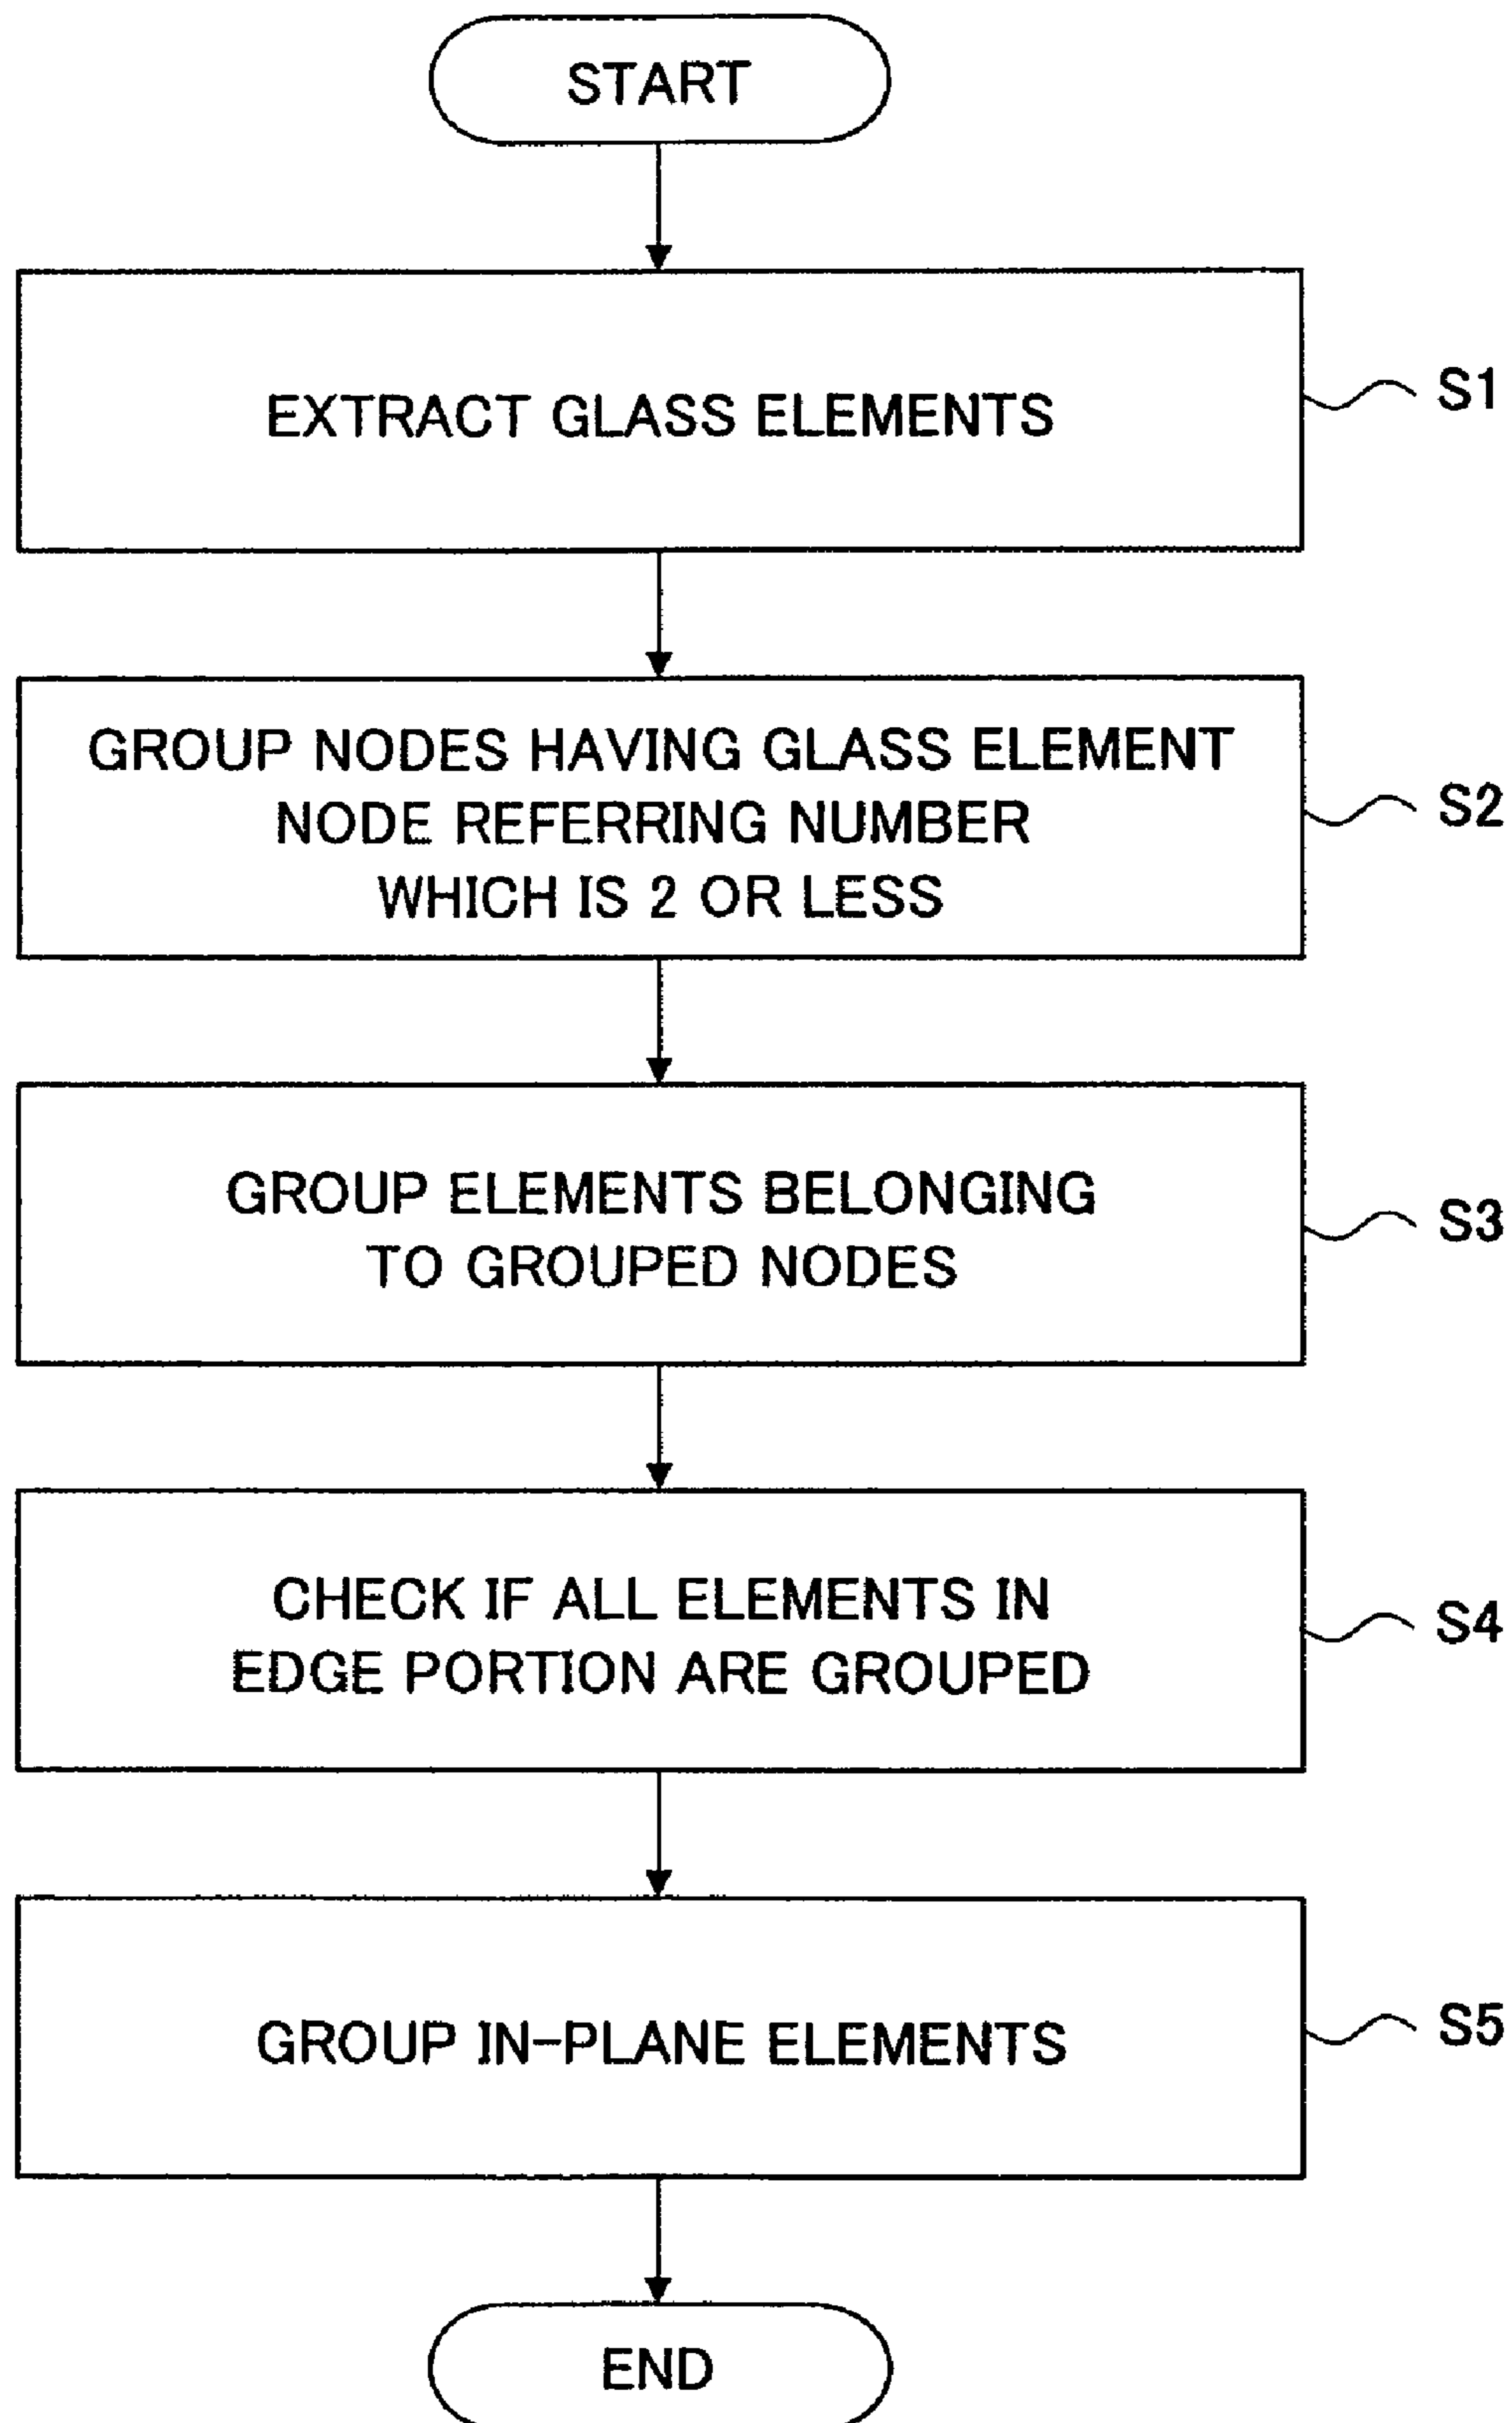 START
EXTRACT GLASS ELEMENTS
S1
GROUP NODES HAVING GLASS ELEMENT
NODE REFERRING NUMBER
WHICH IS 2 OR LESS
S2
GROUP ELEMENTS BELONGING
TO GROUPED NODES
S3
CHECK IF ALL ELEMENTS IN
EDGE PORTION ARE GROUPED
S4
GROUP IN-PLANE ELEMENTS
S5
END